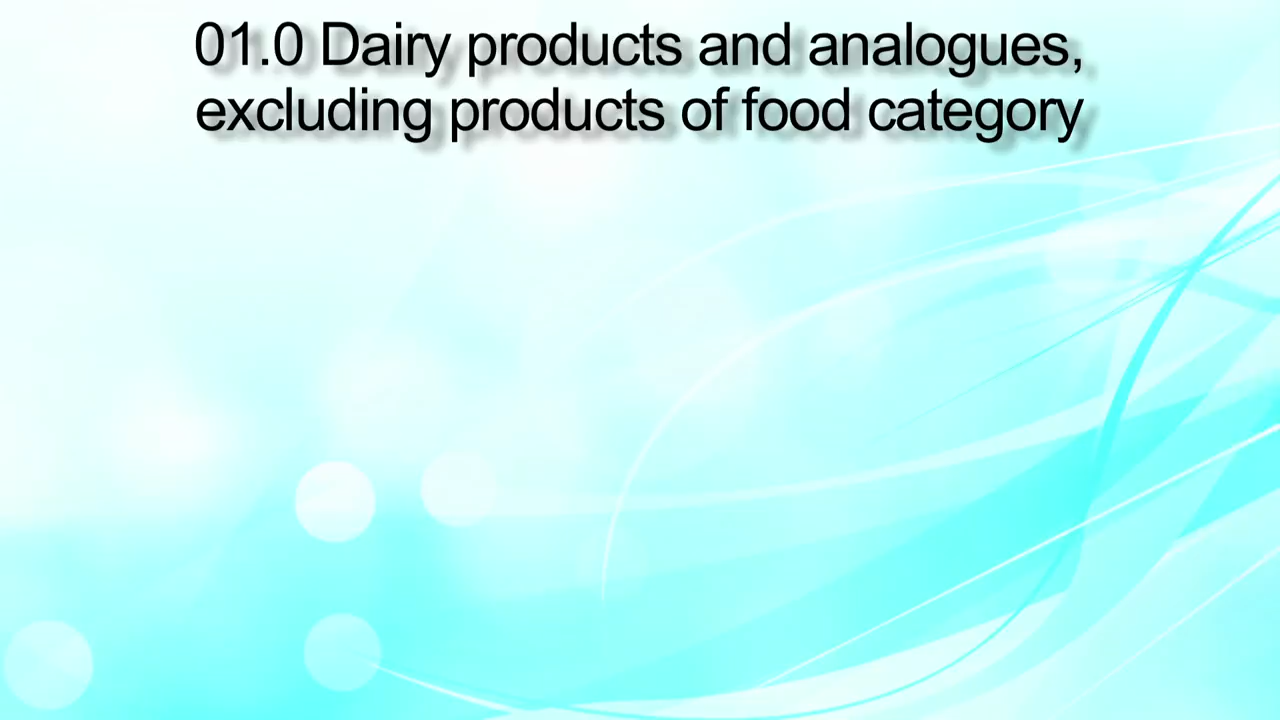 01.0 Dairy products and analogues,
excluding products of food category